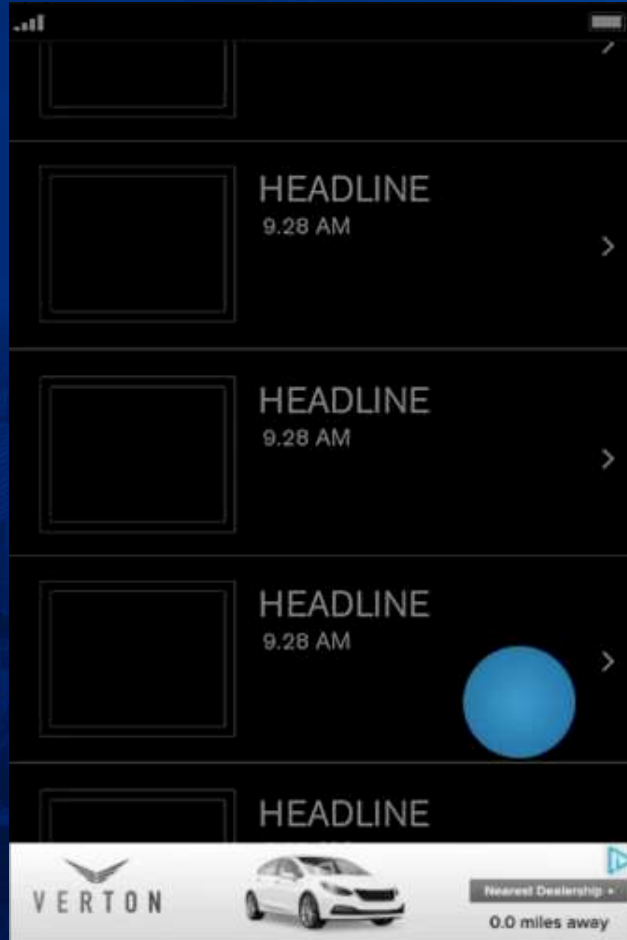 HEADLINE
9.28 AM
HEADLINE
9.28 AM
HEADLINE
9.28 AM
HEADLINE
VERTON
Nearest Dealership +
0.0 miles away